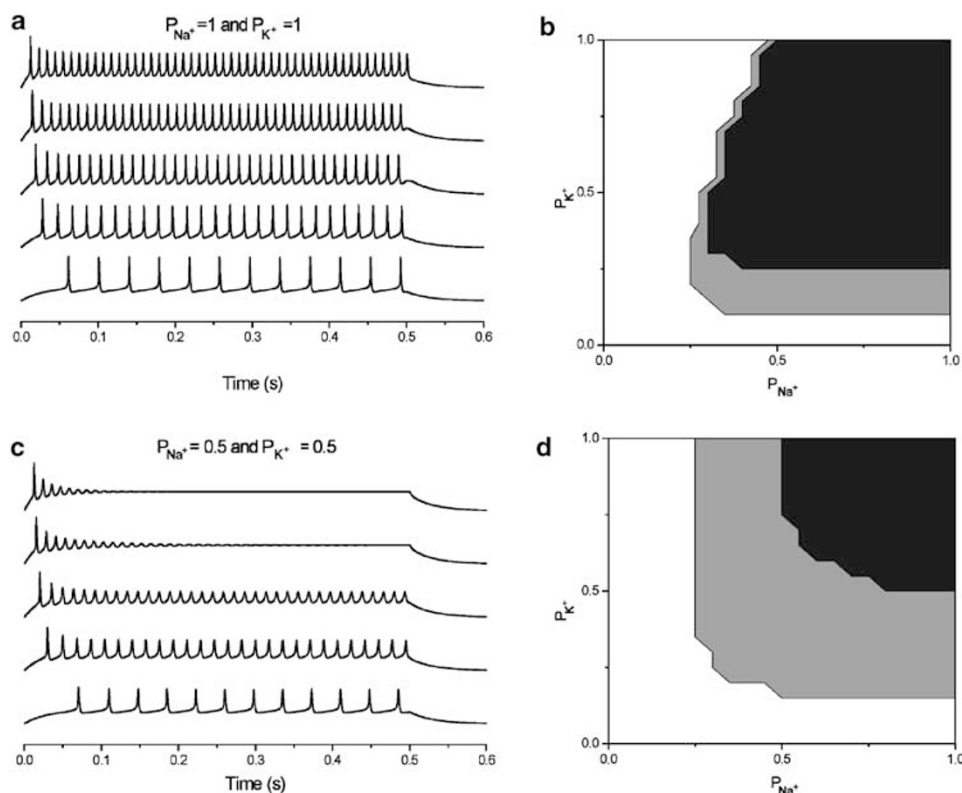 a
P_Na+ =1 and P_K+ =1
0.0 0.1 0.2 0.3 0.4 0.5 0.6
Time (s)
b
1.0
0.5
0.0
P_K+
0.0 0.5 1.0
P_Na+
c
P_Na+ = 0.5 and P_K+ = 0.5
0.0 0.1 0.2 0.3 0.4 0.5 0.6
Time (s)
d
1.0
0.5
0.0
P_K+
0.0 0.5 1.0
P_Na+